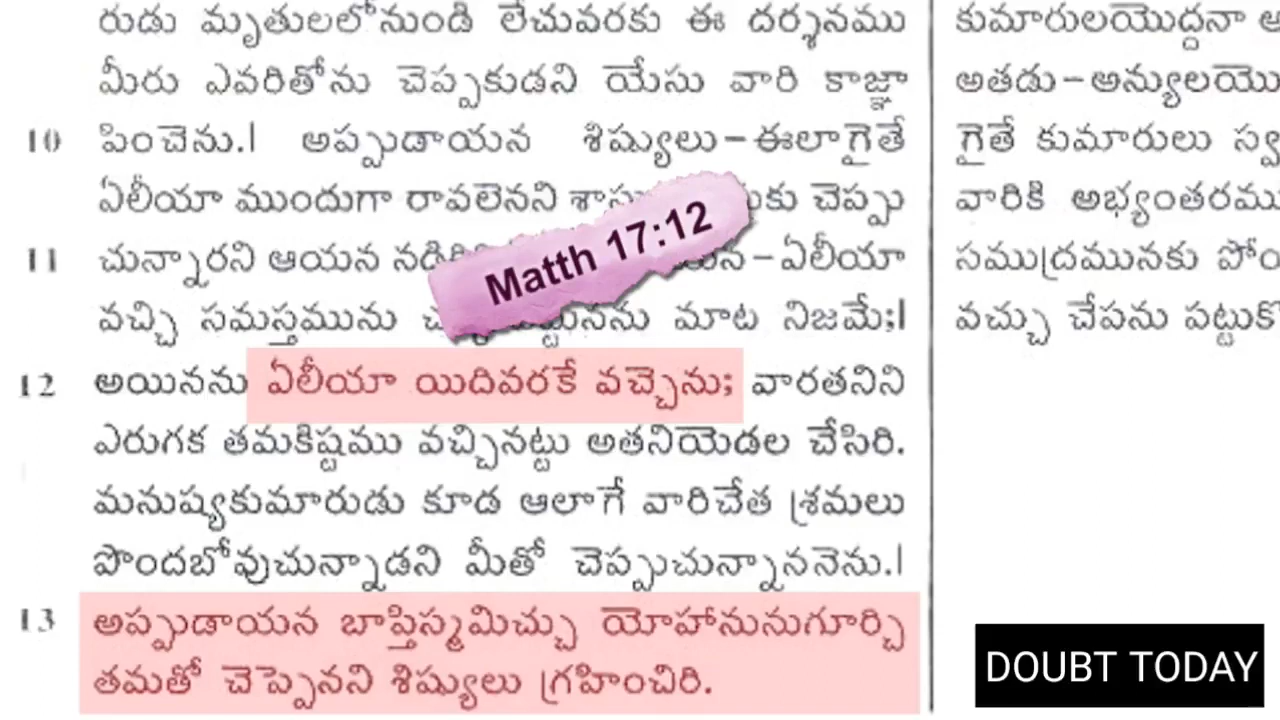 రుడు మృతులలోనుండి లేచువరకు ఈ దర్శనము
మీరు ఎవరితోను చెప్పకుడని యేసు వారి కాజ్ఞా
10 పించెను.| అప్పుడాయన శిష్యులు-ఈలాగైతే
ఏలీయా ముందుగా రావలెనని కు చెప్పు
11 చున్నారని ఆయన -ఏలీయా
వచ్చి సమస్తమును మాట నిజమే;|
12 అయినను ఏలీయా యిదివరకే వచ్చెను; వారతనిని
ఎరుగక తమకిష్టము వచ్చినట్టు అతనియెడల చేసిరి.
మనుష్యకుమారుడు కూడ ఆలాగే వారిచేత శ్రమలు
పొందబోవుచున్నాడని మీతో చెప్పుచున్నాననెను.|
13 అప్పుడాయన బాప్తిస్మమిచ్చు యోహానునుగూర్చి
తమతో చెప్పెనని శిష్యులు గ్రహించిరి.
Matth 17:12
కుమారులయొద్దనా
అతడు-అన్యులయొ
గైతే కుమారులు స్వ
వారికి అభ్యంతరము
సముద్రమునకు పోం
వచ్చు చేపను పట్టుకొ
DOUBT TODAY